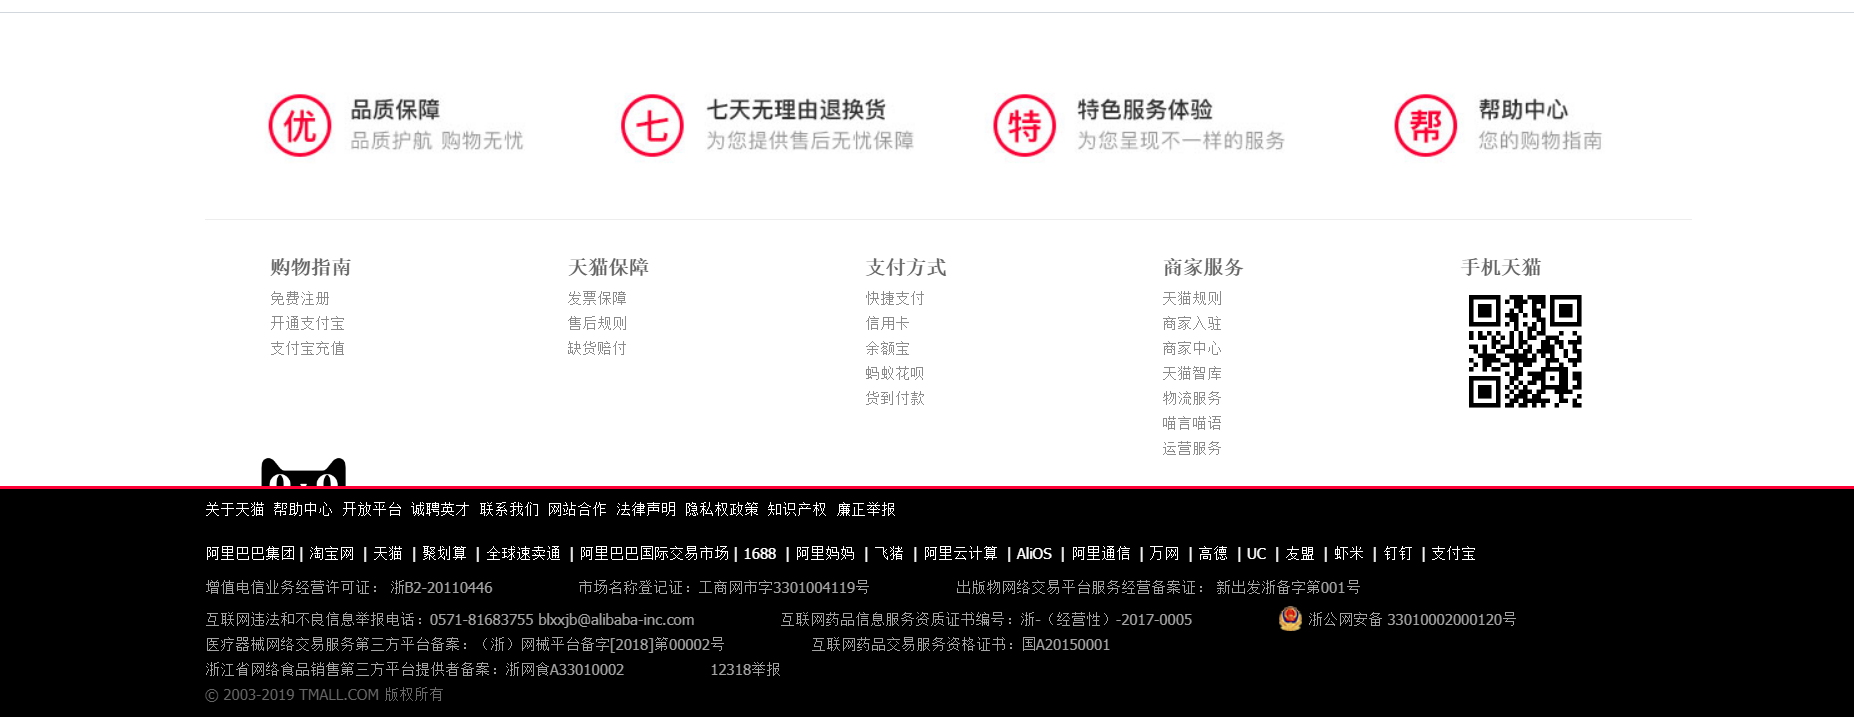 优 品质保障
品质护航 购物无忧
七 七天无理由退换货
为您提供售后无忧保障
特 特色服务体验
为您呈现不一样的服务
帮 帮助中心
您的购物指南
购物指南
免费注册
开通支付宝
支付宝充值
天猫保障
发票保障
售后规则
缺货赔付
支付方式
快捷支付
信用卡
余额宝
蚂蚁花呗
货到付款
商家服务
天猫规则
商家入驻
商家中心
天猫智库
物流服务
喵言喵语
运营服务
手机天猫
关于天猫 帮助中心 开放平台 诚聘英才 联系我们 网站合作 法律声明 隐私权政策 知识产权 廉正举报
阿里巴巴集团 | 淘宝网 | 天猫 | 聚划算 | 全球速卖通 | 阿里巴巴国际交易市场 | 1688 | 阿里妈妈 | 飞猪 | 阿里云计算 | AliOS | 阿里通信 | 万网 | 高德 | UC | 友盟 | 虾米 | 钉钉 | 支付宝
增值电信业务经营许可证： 浙B2-20110446 市场名称登记证：工商网市字3301004119号 出版物网络交易平台服务经营备案证： 新出发浙备字第001号
互联网违法和不良信息举报电话：0571-81683755 blxxjb@alibaba-inc.com 互联网药品信息服务资质证书编号：浙-（经营性）-2017-0005 浙公网安备 33010002000120号
医疗器械网络交易服务第三方平台备案：（浙）网械平台备字[2018]第00002号 互联网药品交易服务资格证书：国A20150001
浙江省网络食品销售第三方平台提供者备案：浙网食A33010002 12318举报
© 2003-2019 TMALL.COM 版权所有